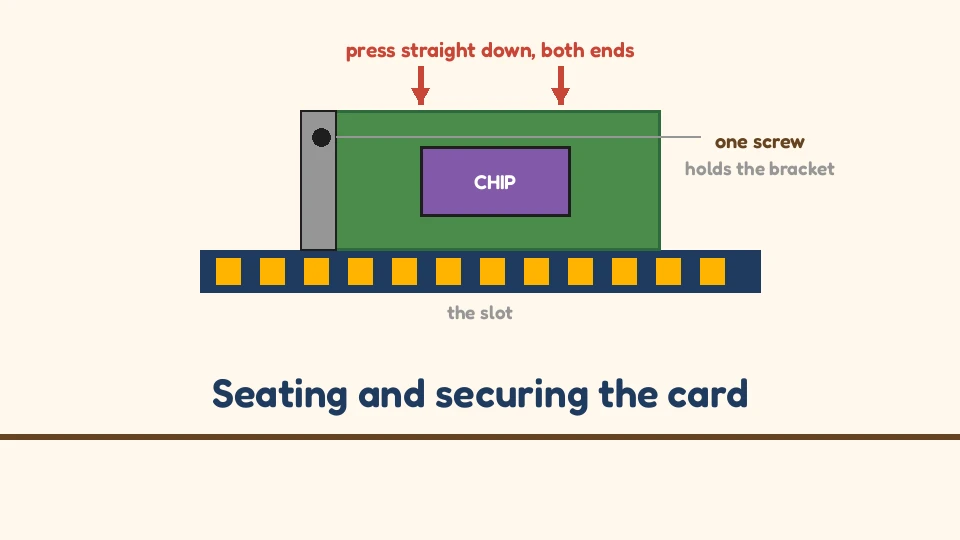 press straight down, both ends
one screw
holds the bracket
CHIP
the slot
Seating and securing the card